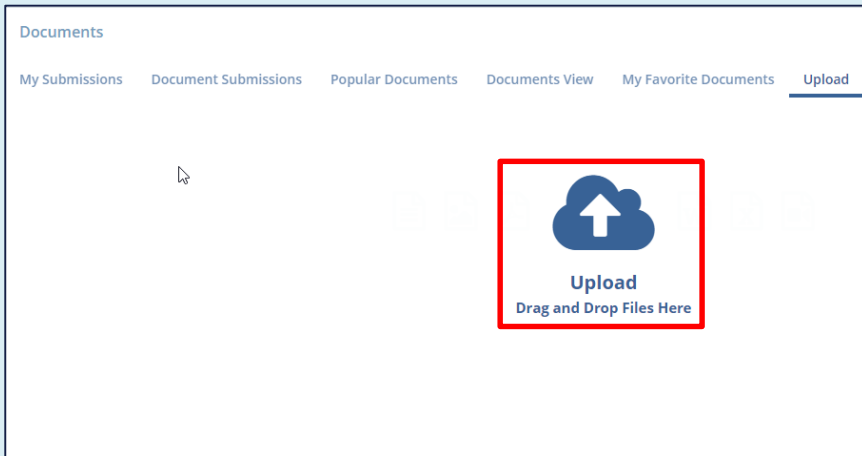 Documents
My Submissions Document Submissions Popular Documents Documents View My Favorite Documents Upload
Upload
Drag and Drop Files Here